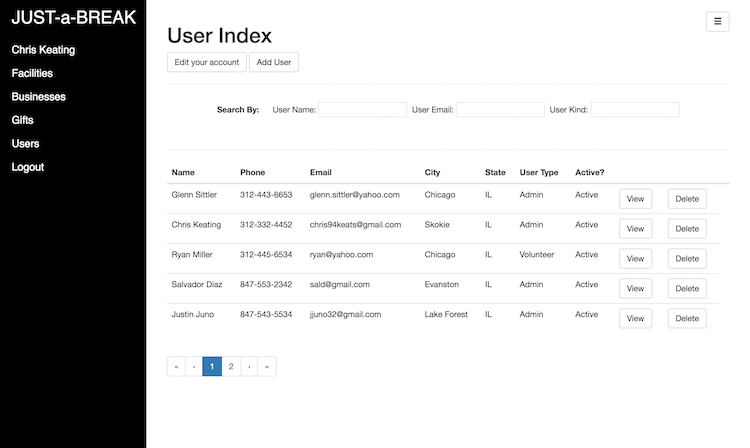 JUST-a-BREAK
Chris Keating
Facilities
Businesses
Gifts
Users
Logout
☰
User Index
Edit your account Add User
Search By: User Name: User Email: User Kind:
Name Phone Email City State User Type Active?
Glenn Sittler 312-443-6653 glenn.sittler@yahoo.com Chicago IL Admin Active View Delete
Chris Keating 312-332-4452 chris94keats@gmail.com Skokie IL Admin Active View Delete
Ryan Miller 312-445-6534 ryan@yahoo.com Chicago IL Volunteer Active View Delete
Salvador Diaz 847-553-2342 sald@gmail.com Evanston IL Admin Active View Delete
Justin Juno 847-543-5534 jjuno32@gmail.com Lake Forest IL Admin Active View Delete
« ‹ 1 2 › »